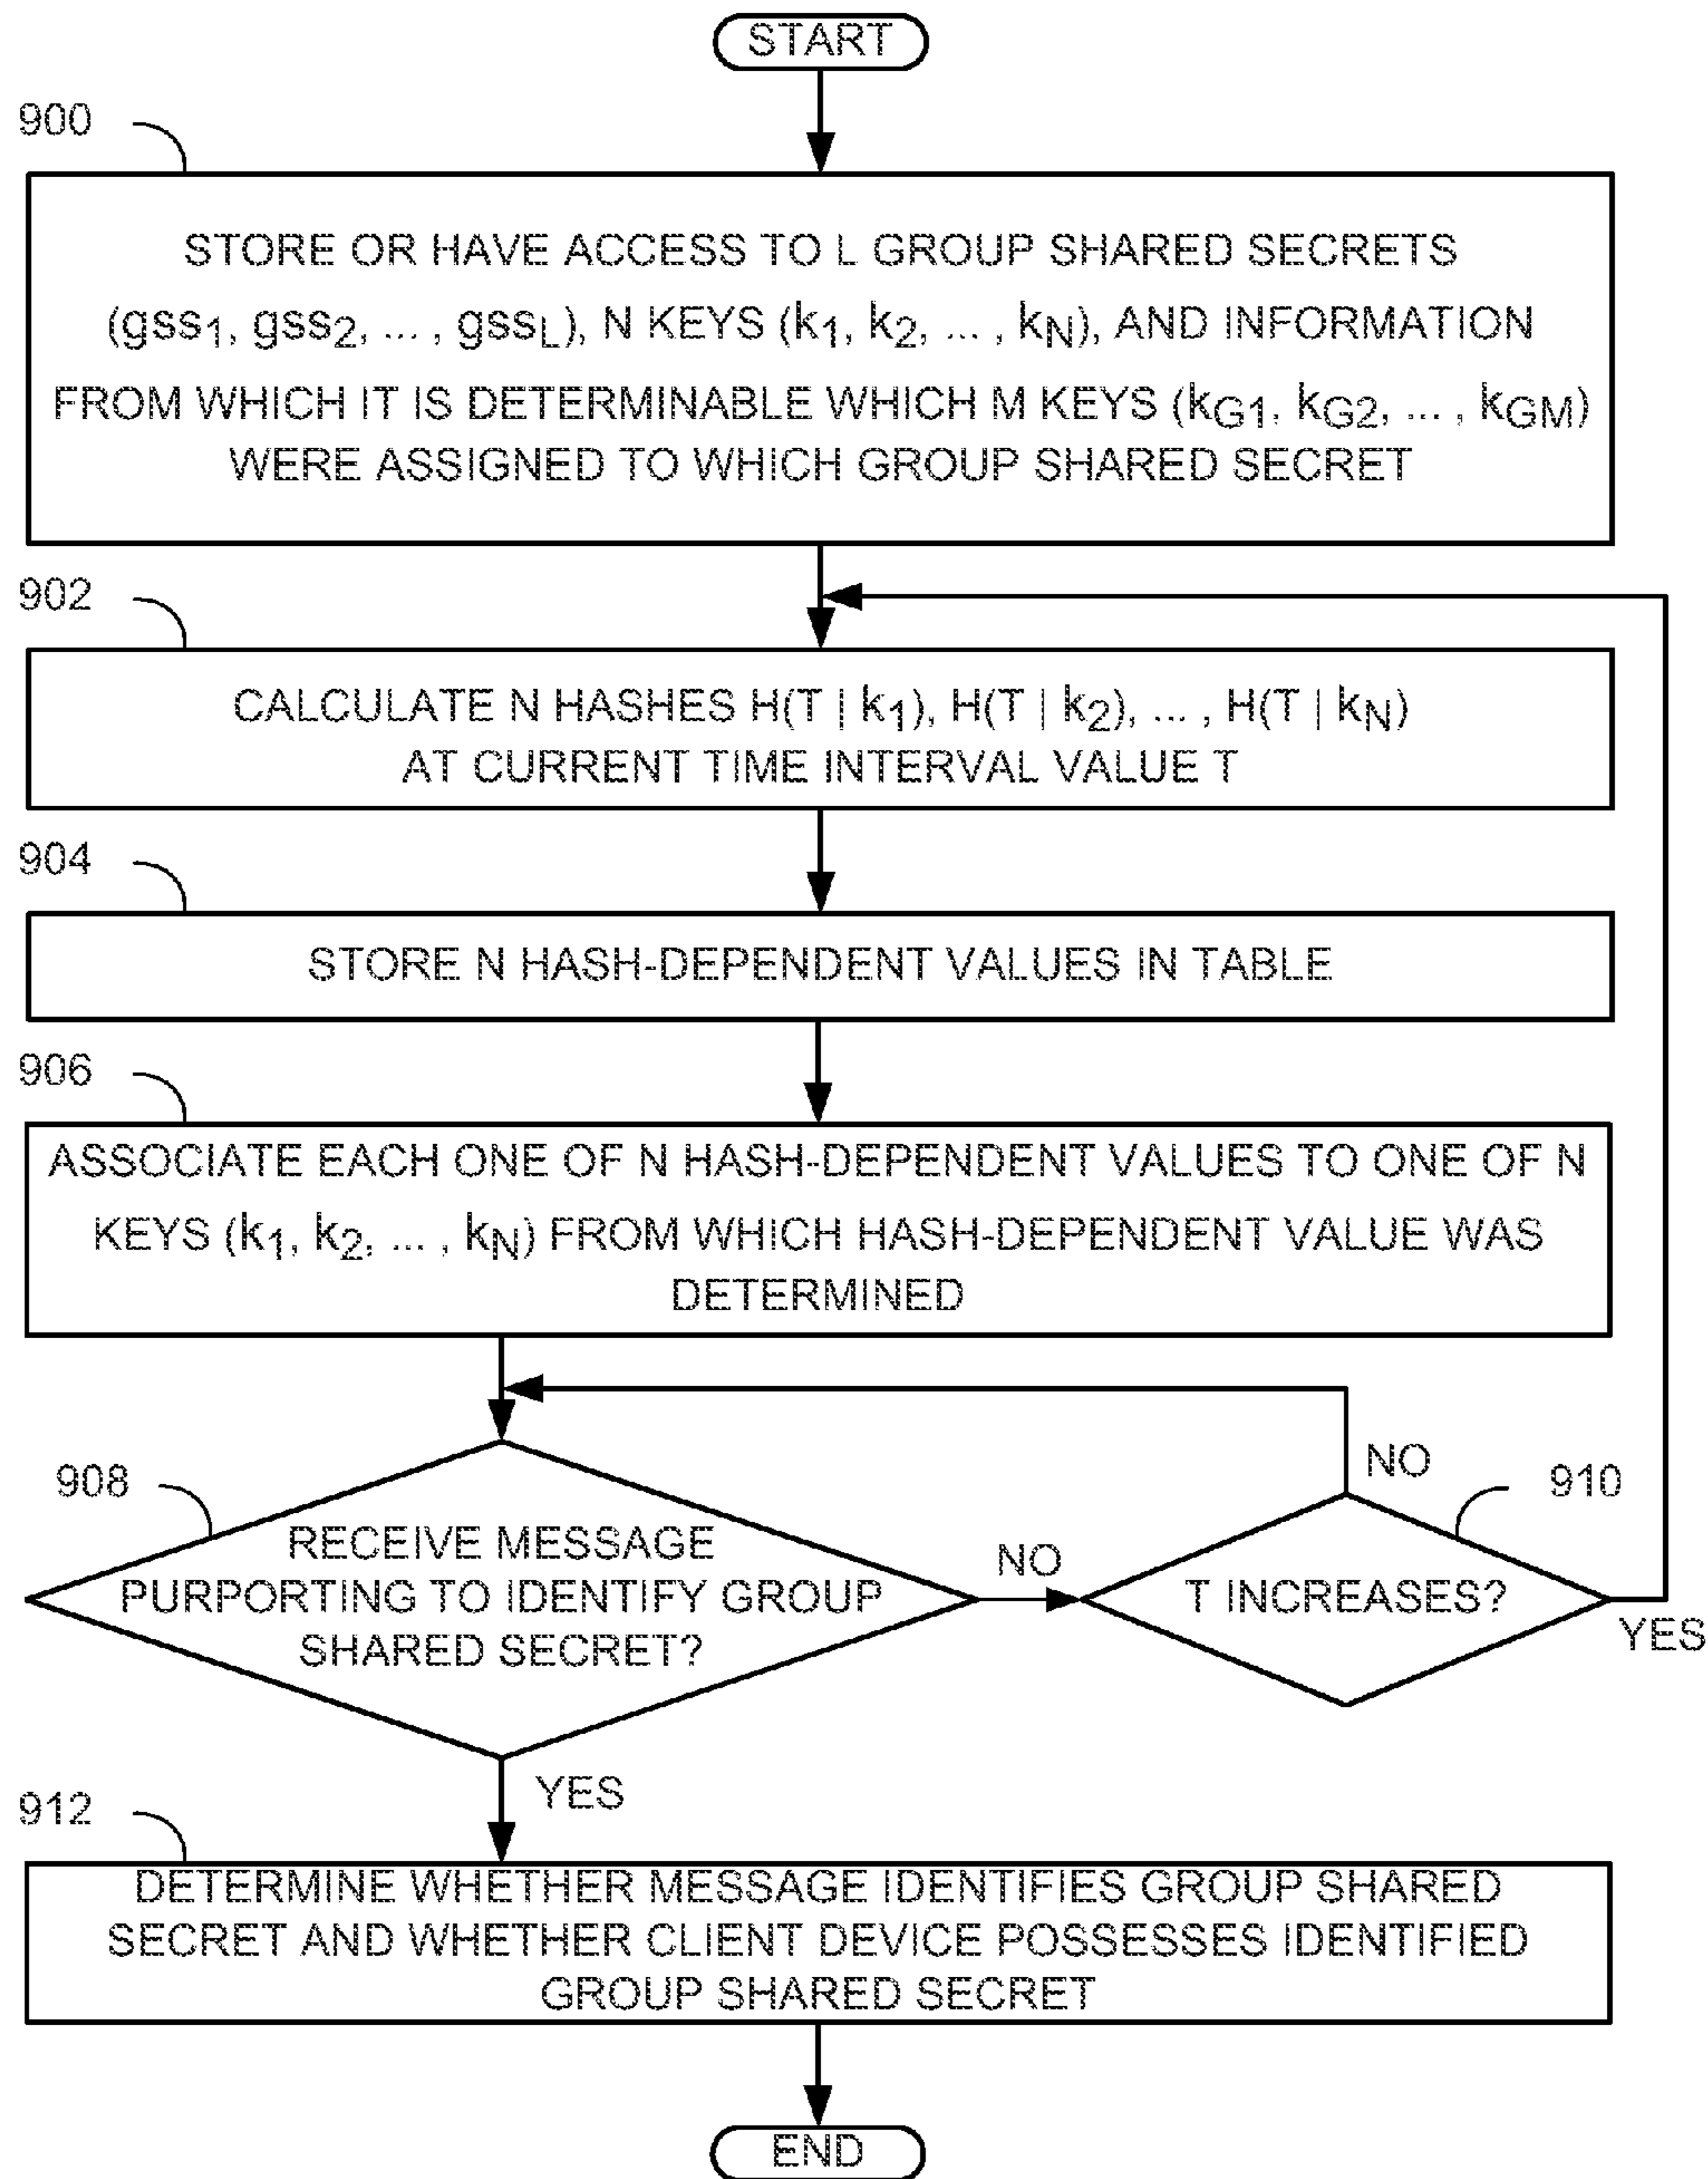 START
900
STORE OR HAVE ACCESS TO L GROUP SHARED SECRETS
(gss1, gss2, ... , gssL), N KEYS (k1, k2, ... , kN), AND INFORMATION
FROM WHICH IT IS DETERMINABLE WHICH M KEYS (kG1, kG2, ... , kGM)
WERE ASSIGNED TO WHICH GROUP SHARED SECRET
902
CALCULATE N HASHES H(T | k1), H(T | k2), ... , H(T | kN)
AT CURRENT TIME INTERVAL VALUE T
904
STORE N HASH-DEPENDENT VALUES IN TABLE
906
ASSOCIATE EACH ONE OF N HASH-DEPENDENT VALUES TO ONE OF N
KEYS (k1, k2, ... , kN) FROM WHICH HASH-DEPENDENT VALUE WAS
DETERMINED
908
RECEIVE MESSAGE
PURPORTING TO IDENTIFY GROUP
SHARED SECRET?
NO
NO
910
T INCREASES?
YES
YES
912
DETERMINE WHETHER MESSAGE IDENTIFIES GROUP SHARED
SECRET AND WHETHER CLIENT DEVICE POSSESSES IDENTIFIED
GROUP SHARED SECRET
END